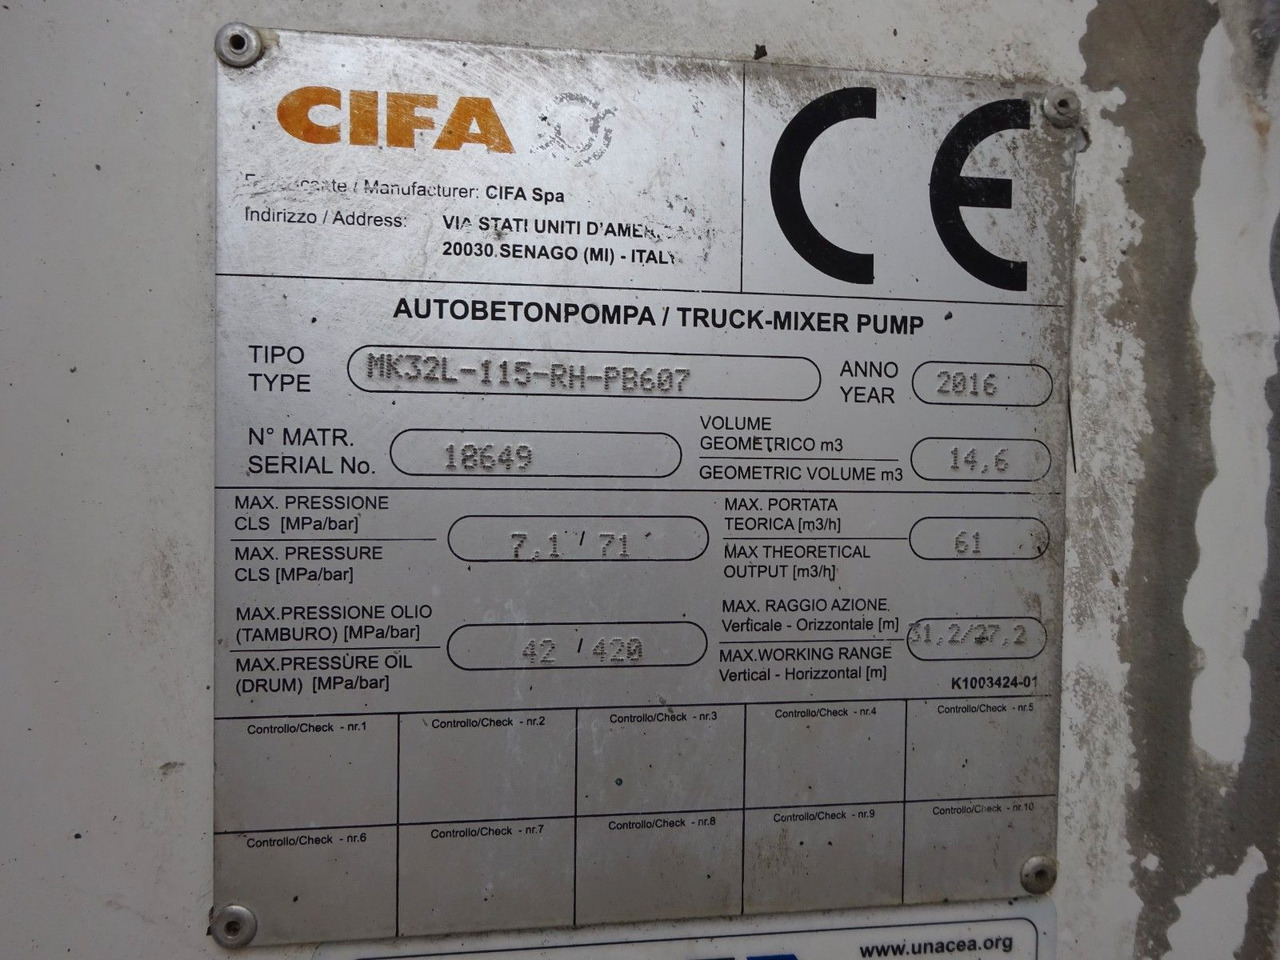 CIFA
CE
Manufacturer: CIFA Spa
Indirizzo / Address: VIA STATI UNITI
20030 SENAGO (MI) - ITALY
AUTOBETONPOMPA / TRUCK-MIXER PUMP
TIPO
TYPE
MK32L-115-RH-PB607
ANNO
YEAR
2016
N° MATR.
SERIAL No.
18649
VOLUME
GEOMETRICO m3
GEOMETRIC VOLUME m3
14,6
MAX. PRESSIONE
CLS [MPa/bar]
MAX. PRESSURE
CLS [MPa/bar]
7,1 / 71
MAX. PORTATA
TEORICA [m3/h]
MAX THEORETICAL
OUTPUT [m3/h]
61
MAX.PRESSIONE OLIO
(TAMBURO) [MPa/bar]
MAX.PRESSURE OIL
(DRUM) [MPa/bar]
42 / 420
MAX. RAGGIO AZIONE
Verticale - Orizzontale [m]
MAX.WORKING RANGE
Vertical - Horizzontal [m]
31,2/27,2
K1003424-01
Controllo/Check - nr.1
Controllo/Check - nr.2
Controllo/Check - nr.3
Controllo/Check - nr.4
Controllo/Check - nr.5
Controllo/Check - nr.6
Controllo/Check - nr.7
Controllo/Check - nr.8
Controllo/Check - nr.9
Controllo/Check - nr.10
www.unacea.org